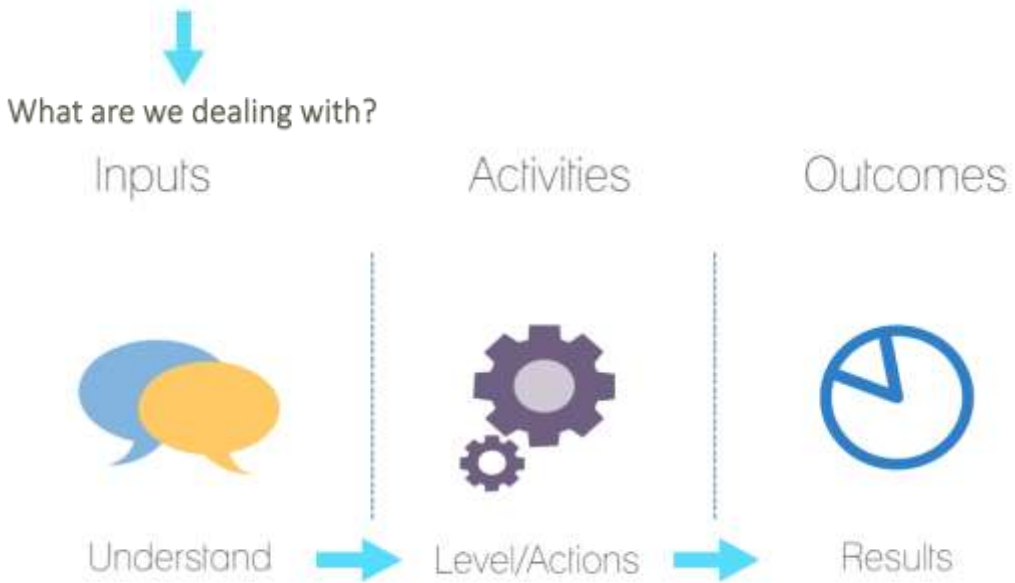 What are we dealing with?
Inputs Activities Outcomes
Understand Level/Actions Results